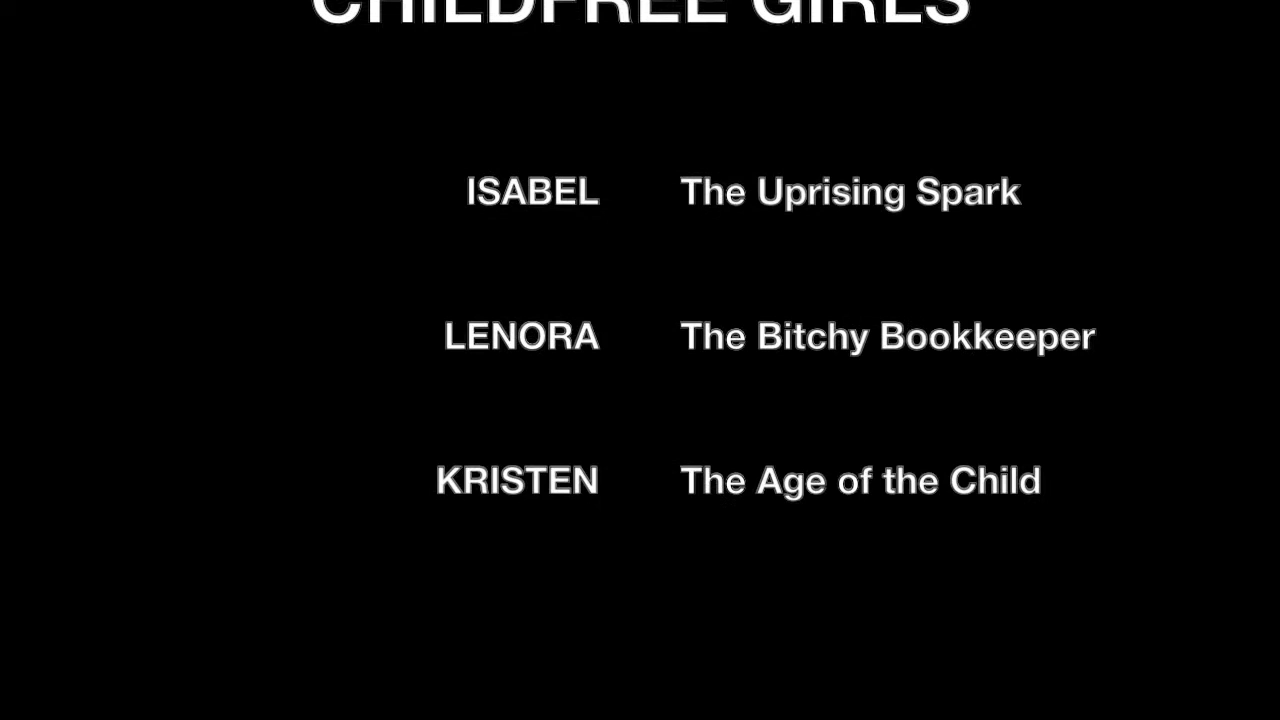 CHILDFREE GIRLS
ISABEL The Uprising Spark
LENORA The Bitchy Bookkeeper
KRISTEN The Age of the Child